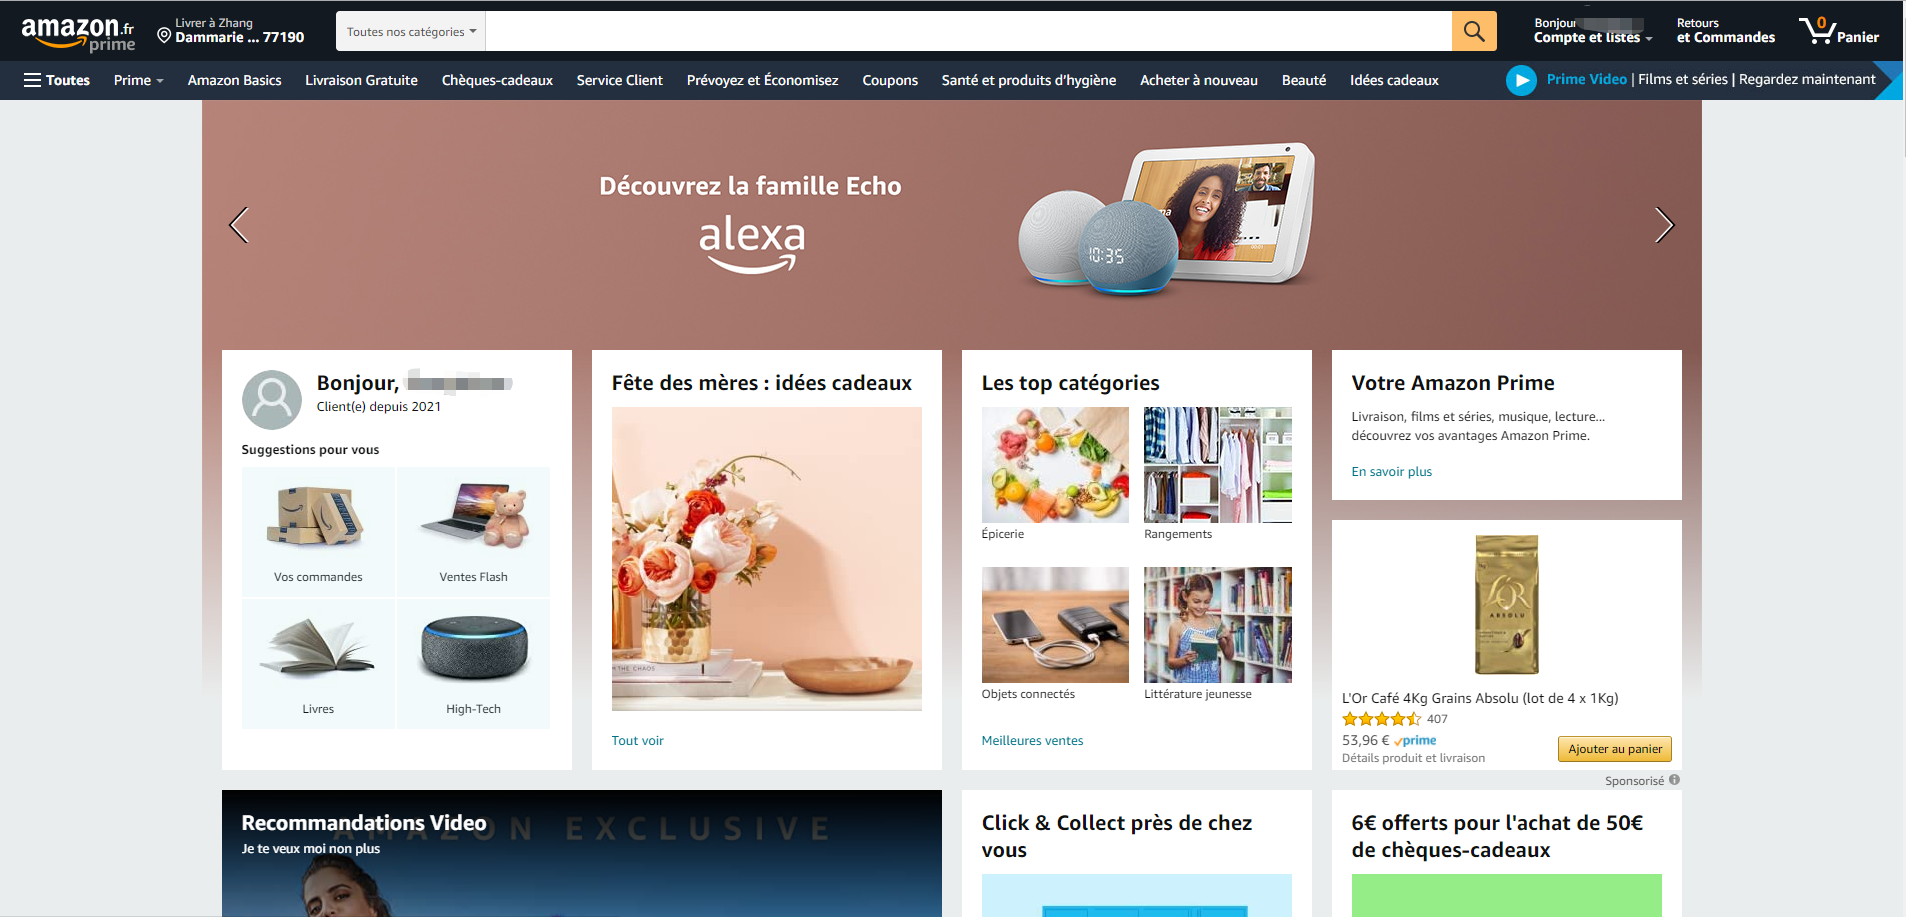 amazon.fr
prime
Livrer à Zhang
Dammarie ... 77190
Toutes nos catégories
Bonjour
Compte et listes
Retours
et Commandes
0
Panier
Toutes
Prime
Amazon Basics
Livraison Gratuite
Chèques-cadeaux
Service Client
Prévoyez et Économisez
Coupons
Santé et produits d'hygiène
Acheter à nouveau
Beauté
Idées cadeaux
Prime Video | Films et séries | Regardez maintenant
Découvrez la famille Echo
alexa
10:35
Bonjour,
Client(e) depuis 2021
Suggestions pour vous
Vos commandes
Ventes Flash
Livres
High-Tech
Fête des mères : idées cadeaux
IN THE CHAOS
Tout voir
Les top catégories
Épicerie
Rangements
Objets connectés
Littérature jeunesse
Meilleures ventes
Votre Amazon Prime
Livraison, films et séries, musique, lecture...
découvrez vos avantages Amazon Prime.
En savoir plus
L'OR
ABSOLU
L'Or Café 4Kg Grains Absolu (lot de 4 x 1Kg)
407
53,96 € prime
Détails produit et livraison
Ajouter au panier
Sponsorisé
AMAZON EXCLUSIVE
Recommandations Video
Je te veux moi non plus
Click & Collect près de chez
vous
6€ offerts pour l'achat de 50€
de chèques-cadeaux